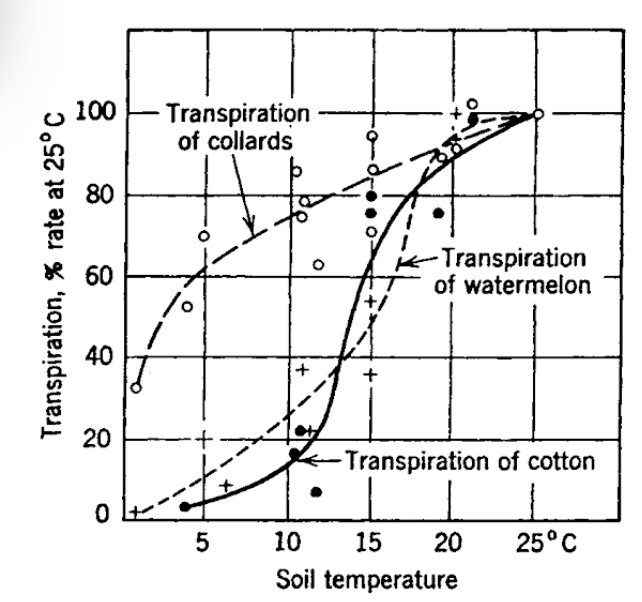 Transpiration, % rate at 25°C
100
80
60
40
20
0
Transpiration
of collards
Transpiration
of watermelon
Transpiration of cotton
5 10 15 20 25°C
Soil temperature